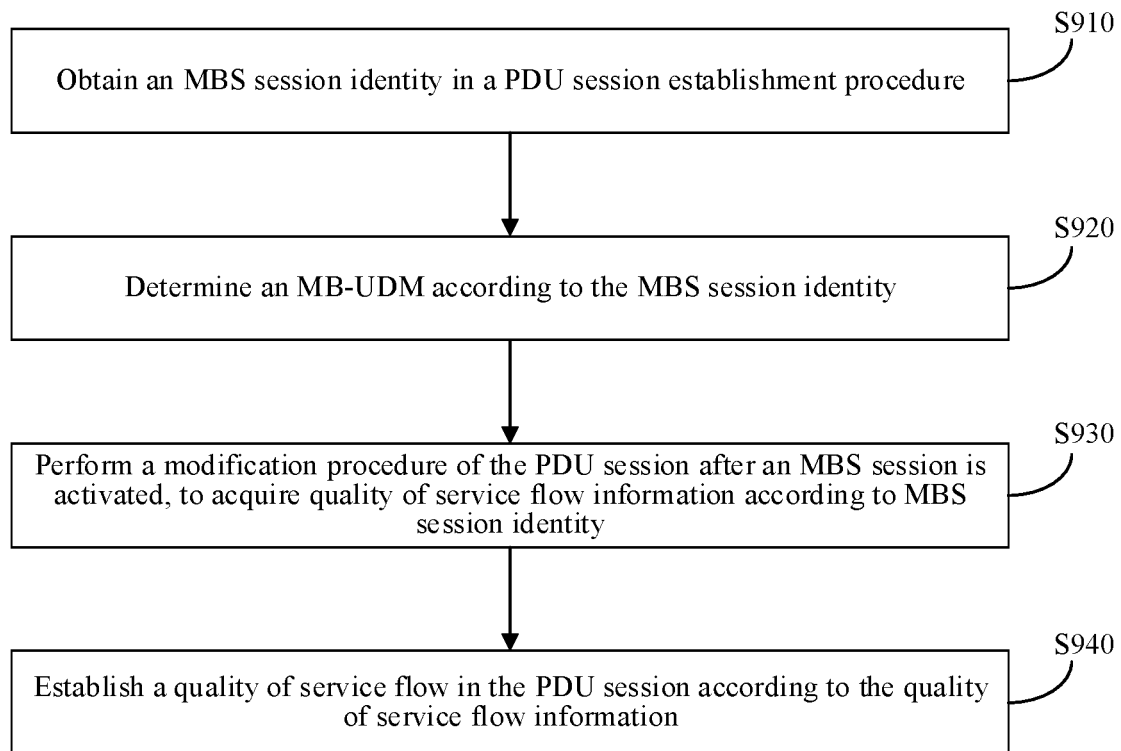 S910
Obtain an MBS session identity in a PDU session establishment procedure
S920
Determine an MB-UDM according to the MBS session identity
S930
Perform a modification procedure of the PDU session after an MBS session is
activated, to acquire quality of service flow information according to MBS
session identity
S940
Establish a quality of service flow in the PDU session according to the quality
of service flow information